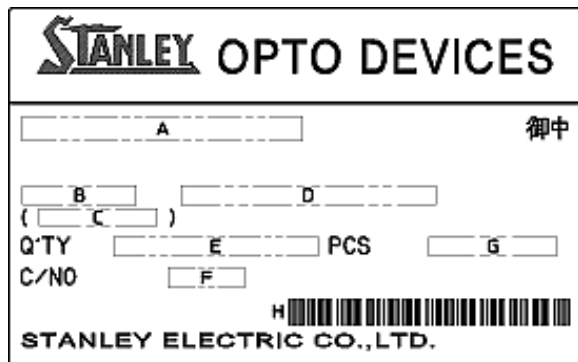 STANLEY OPTO DEVICES
A 御中
B D
( C )
Q'TY E PCS G
C/NO F
H
STANLEY ELECTRIC CO.,LTD.